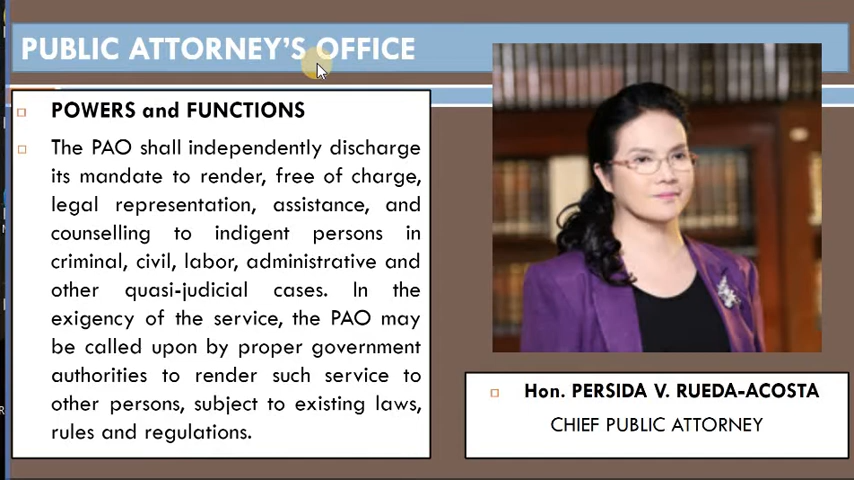 PUBLIC ATTORNEY'S OFFICE
POWERS and FUNCTIONS
The PAO shall independently discharge
its mandate to render, free of charge,
legal representation, assistance, and
counselling to indigent persons in
criminal, civil, labor, administrative and
other quasi-judicial cases. In the
exigency of the service, the PAO may
be called upon by proper government
authorities to render such service to
other persons, subject to existing laws,
rules and regulations.
Hon. PERSIDA V. RUEDA-ACOSTA
CHIEF PUBLIC ATTORNEY